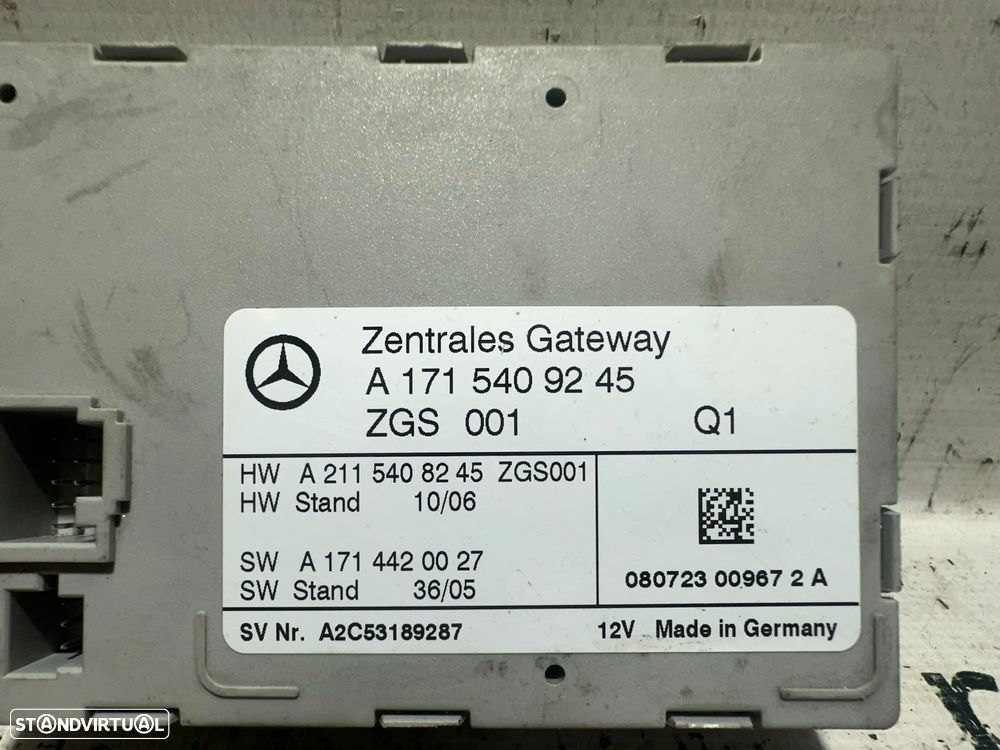 Zentrales Gateway
A 171 540 92 45
ZGS 001 Q1
HW A 211 540 82 45 ZGS001
HW Stand 10/06
SW A 171 442 00 27
SW Stand 36/05
080723 00967 2 A
SV Nr. A2C53189287 12V Made in Germany
STANDVIRTUAL